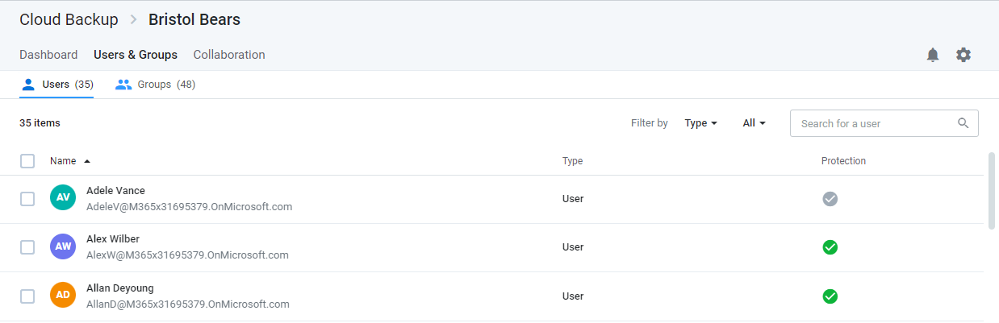 Cloud Backup > Bristol Bears
Dashboard Users & Groups Collaboration
Users (35) Groups (48)
35 items Filter by Type All Search for a user
Name Type Protection
AV Adele Vance
AdeleV@M365x31695379.OnMicrosoft.com User
AW Alex Wilber
AlexW@M365x31695379.OnMicrosoft.com User
AD Allan Deyoung
AllanD@M365x31695379.OnMicrosoft.com User